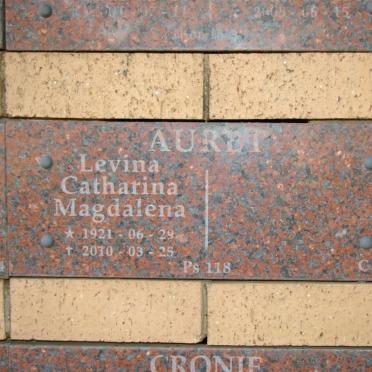 AURET
Levina
Catharina
Magdalena
★ 1921 - 06 - 29
✝ 2010 - 03 - 25
Ps 118
CRONJE